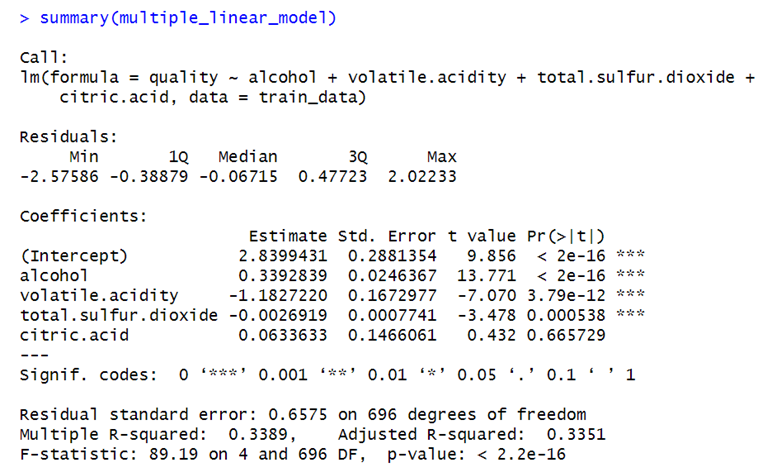 > summary(multiple_linear_model)
Call:
lm(formula = quality ~ alcohol + volatile.acidity + total.sulfur.dioxide +
    citric.acid, data = train_data)
Residuals:
     Min       1Q   Median       3Q      Max
-2.57586 -0.38879 -0.06715  0.47723  2.02233
Coefficients:
                       Estimate Std. Error t value Pr(>|t|)
(Intercept)           2.8399431  0.2881354   9.856  < 2e-16 ***
alcohol               0.3392839  0.0246367  13.771  < 2e-16 ***
volatile.acidity     -1.1827220  0.1672977  -7.070 3.79e-12 ***
total.sulfur.dioxide -0.0026919  0.0007741  -3.478 0.000538 ***
citric.acid           0.0633633  0.1466061   0.432 0.665729
---
Signif. codes:  0 ‘***’ 0.001 ‘**’ 0.01 ‘*’ 0.05 ‘.’ 0.1 ‘ ’ 1
Residual standard error: 0.6575 on 696 degrees of freedom
Multiple R-squared:  0.3389,    Adjusted R-squared:  0.3351
F-statistic: 89.19 on 4 and 696 DF,  p-value: < 2.2e-16